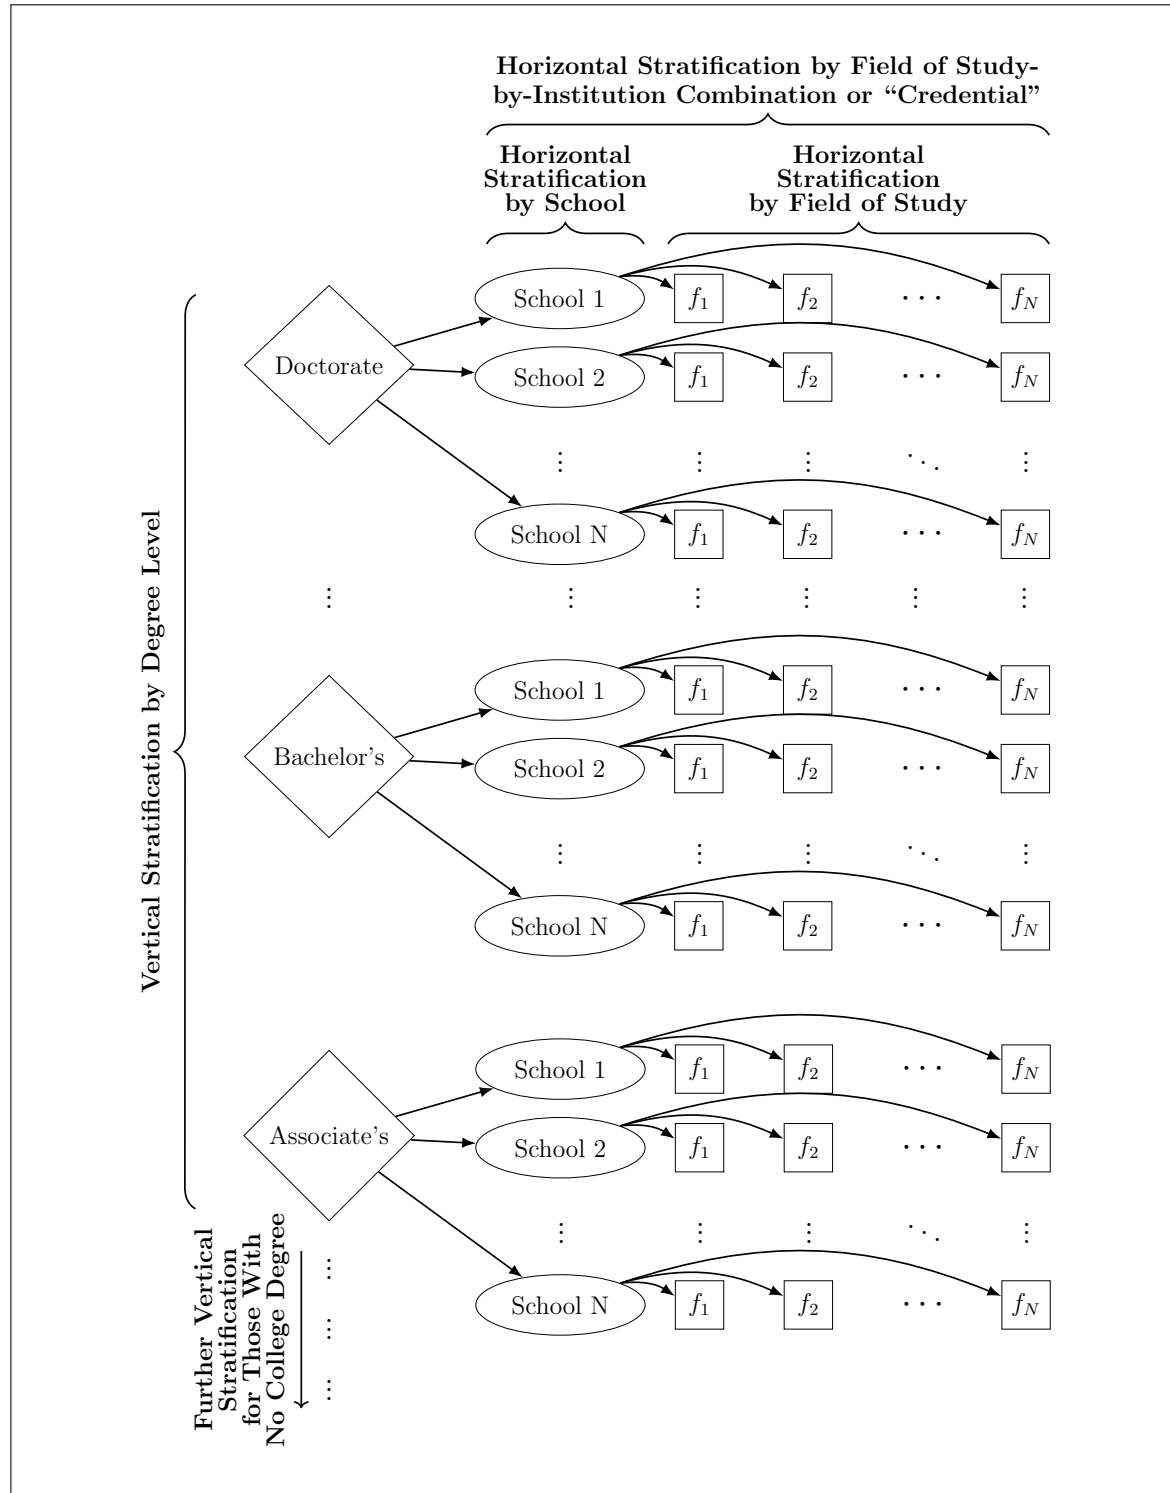 Horizontal Stratification by Field of Study-
by-Institution Combination or “Credential”
Horizontal
Stratification
by School
Horizontal
Stratification
by Field of Study
Vertical Stratification by Degree Level
Doctorate
School 1
f1
f2
...
fN
School 2
f1
f2
...
fN
School N
f1
f2
...
fN
Bachelor's
School 1
f1
f2
...
fN
School 2
f1
f2
...
fN
School N
f1
f2
...
fN
Associate's
School 1
f1
f2
...
fN
School 2
f1
f2
...
fN
School N
f1
f2
...
fN
Further Vertical
Stratification
for Those With
No College Degree